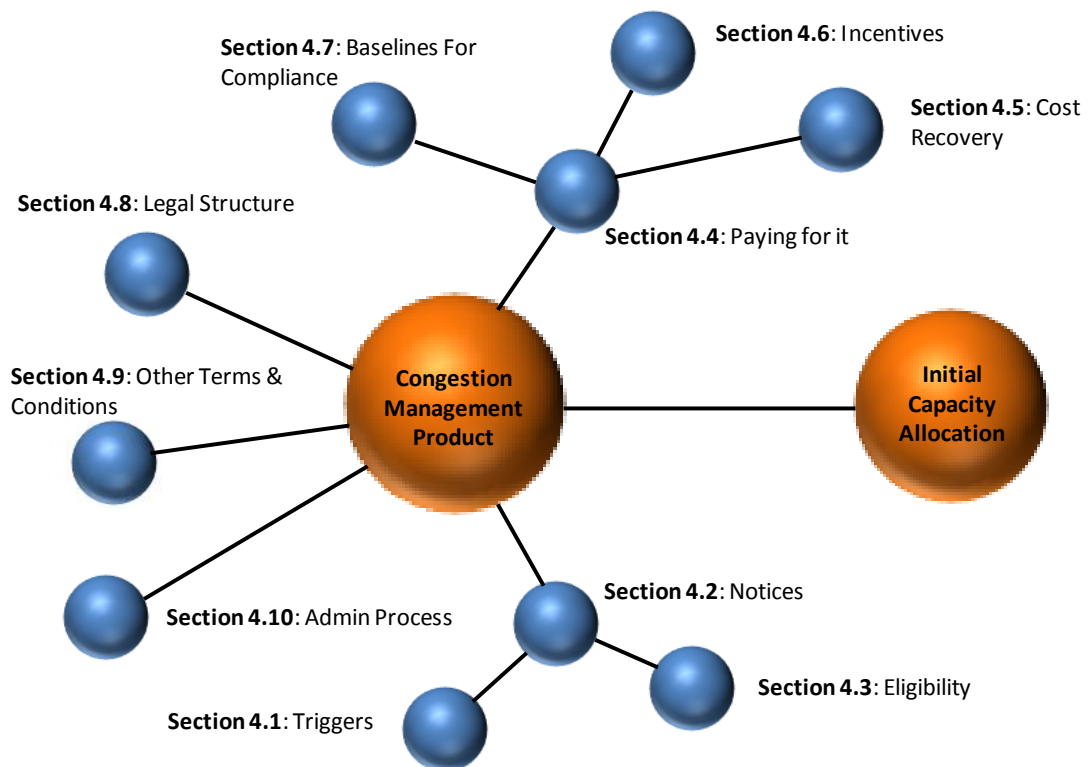 Section 4.7: Baselines For
Compliance
Section 4.6: Incentives
Section 4.5: Cost
Recovery
Section 4.8: Legal Structure
Section 4.4: Paying for it
Section 4.9: Other Terms &
Conditions
Congestion
Management
Product
Initial
Capacity
Allocation
Section 4.10: Admin Process
Section 4.2: Notices
Section 4.3: Eligibility
Section 4.1: Triggers